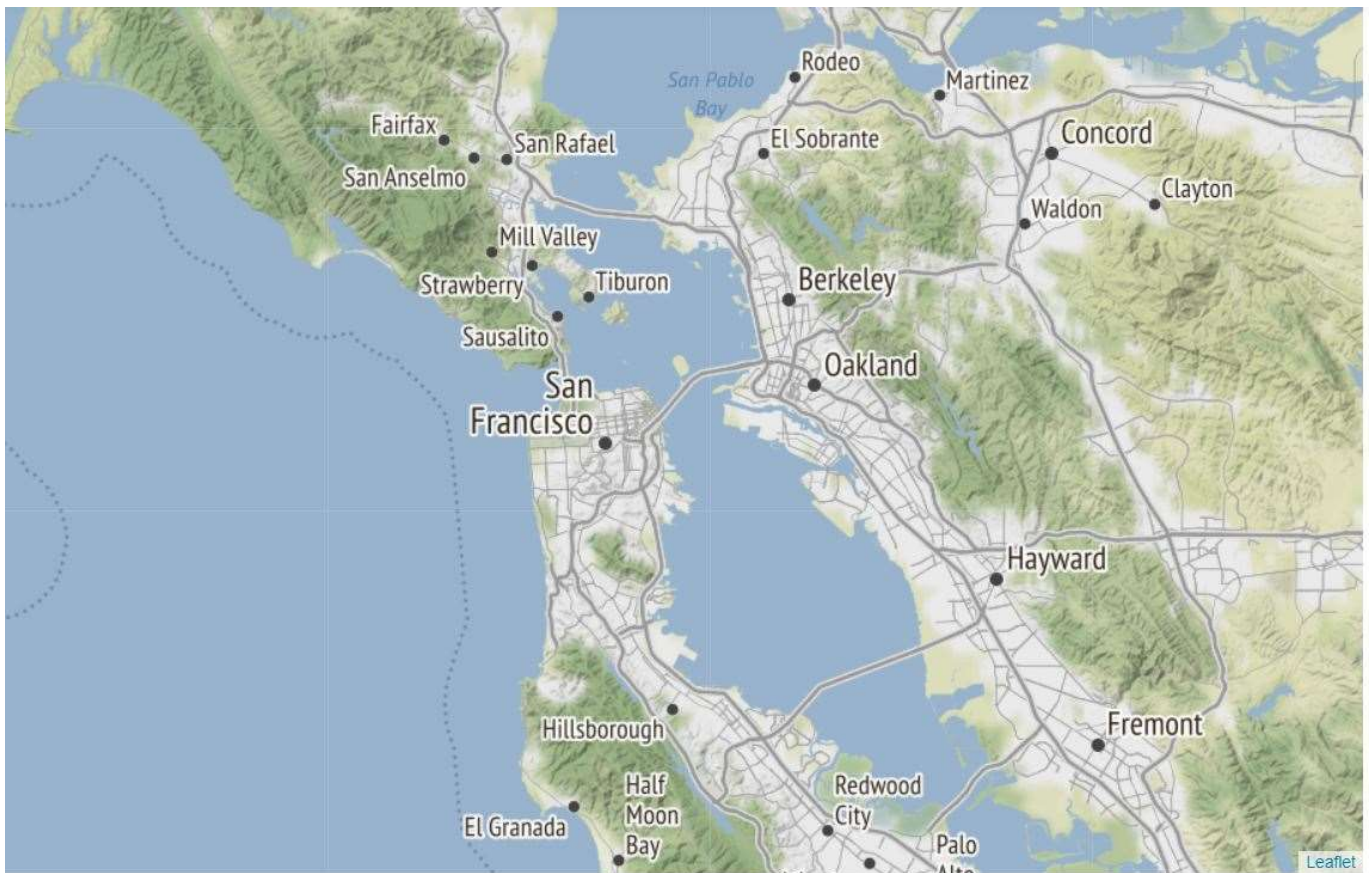 Rodeo
San Pablo
Bay
Martinez
Fairfax
San Rafael
El Sobrante
Concord
San Anselmo
Clayton
Waldon
Mill Valley
Strawberry
Tiburon
Berkeley
Sausalito
San
Francisco
Oakland
Hayward
Hillsborough
Fremont
Half
Moon
Bay
El Granada
Redwood
City
Palo
Leaflet